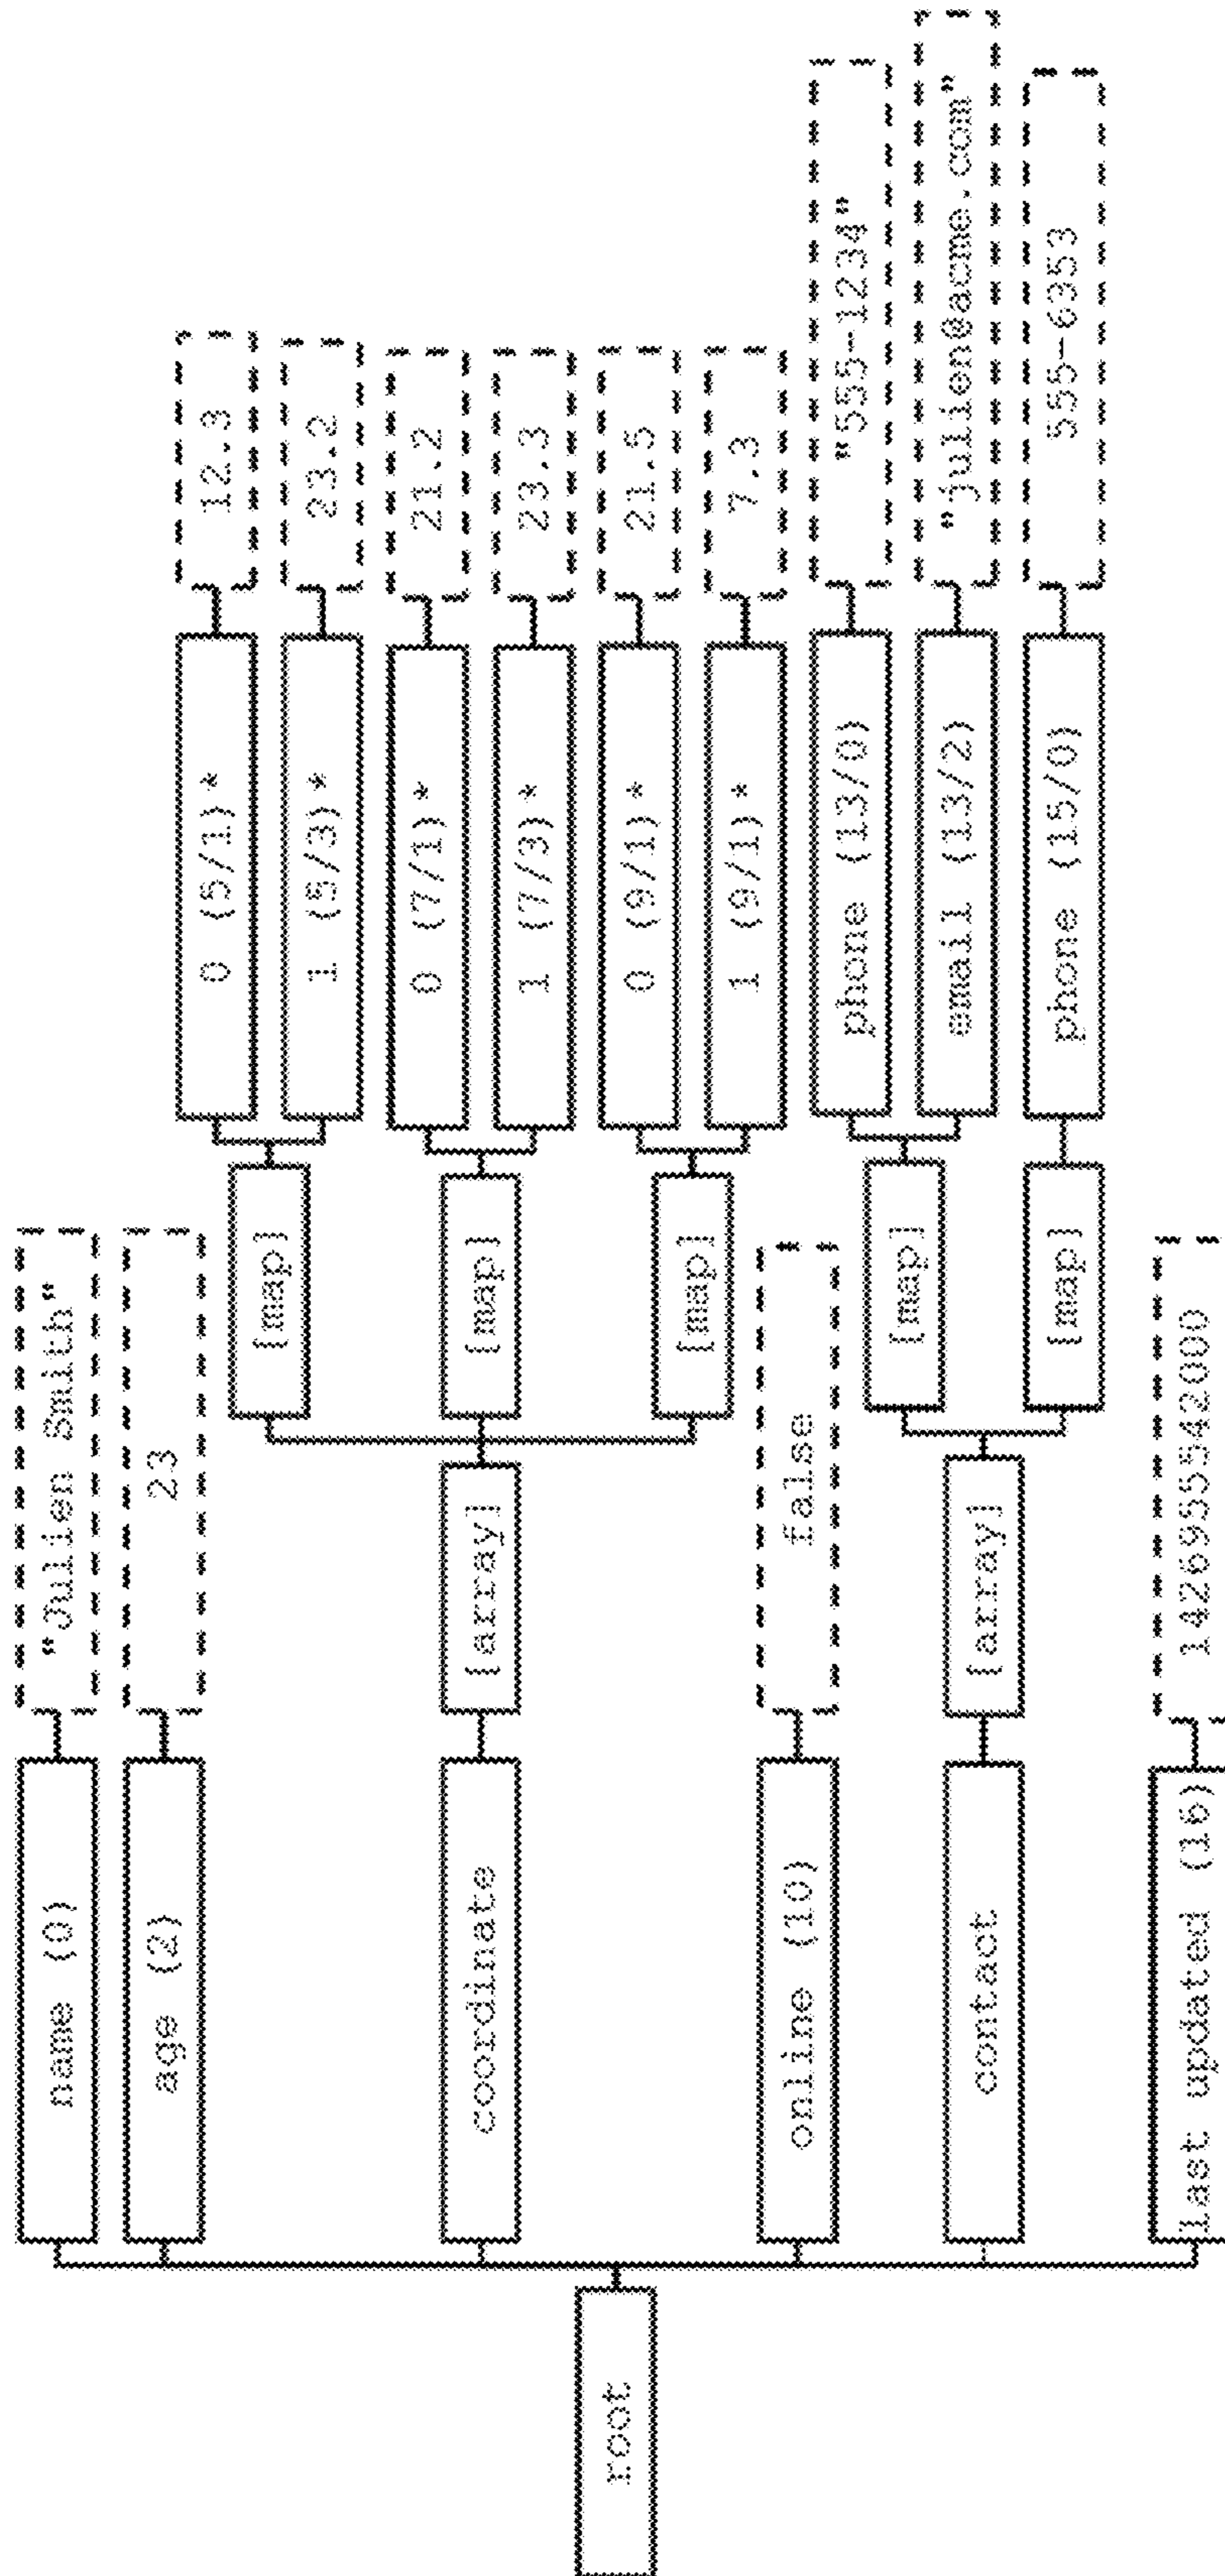 root
name (0)
"Julien Smith"
age (2)
23
coordinate
[array]
[map]
0 (5/1)*
12.3
1 (5/3)*
23.2
[map]
0 (7/1)*
21.2
1 (7/3)*
23.3
[map]
0 (9/1)*
21.5
1 (9/1)*
7.3
online (10)
false
contact
[array]
[map]
phone (13/0)
"555-1234"
email (13/2)
"julien@acme.com"
[map]
phone (15/0)
555-6353
last updated (16)
1426955542000